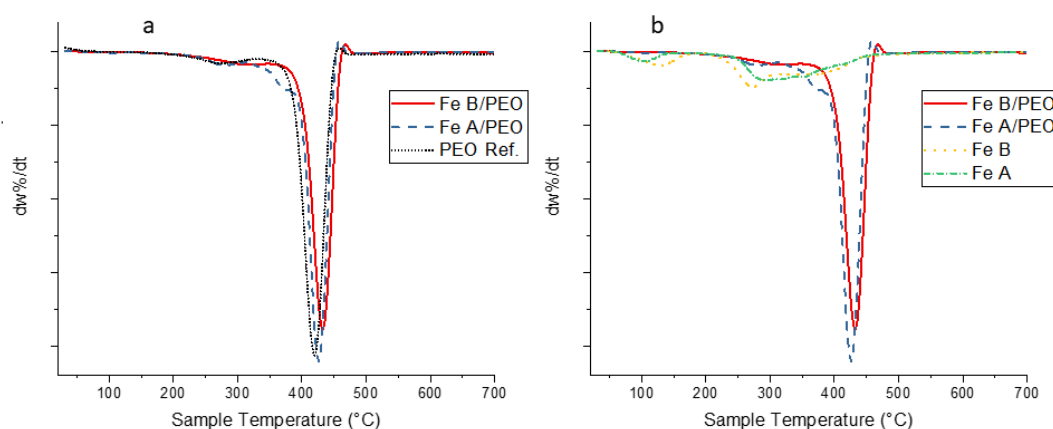 a
Fe B/PEO
Fe A/PEO
PEO Ref.
dw%/dt
100 200 300 400 500 600 700
Sample Temperature (°C)
b
Fe B/PEO
Fe A/PEO
Fe B
Fe A
dw%/dt
100 200 300 400 500 600 700
Sample Temperature (°C)